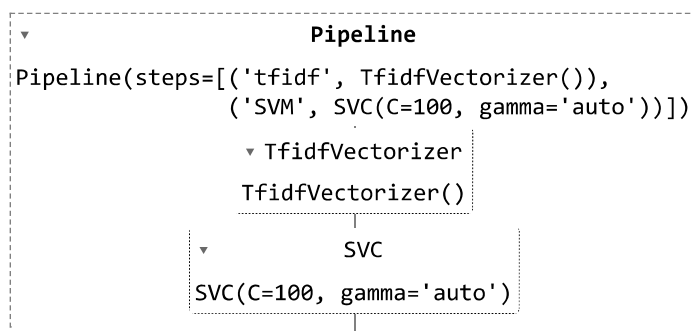 Pipeline
Pipeline(steps=[('tfidf', TfidfVectorizer()),
('SVM', SVC(C=100, gamma='auto'))])
TfidfVectorizer
TfidfVectorizer()
SVC
SVC(C=100, gamma='auto')